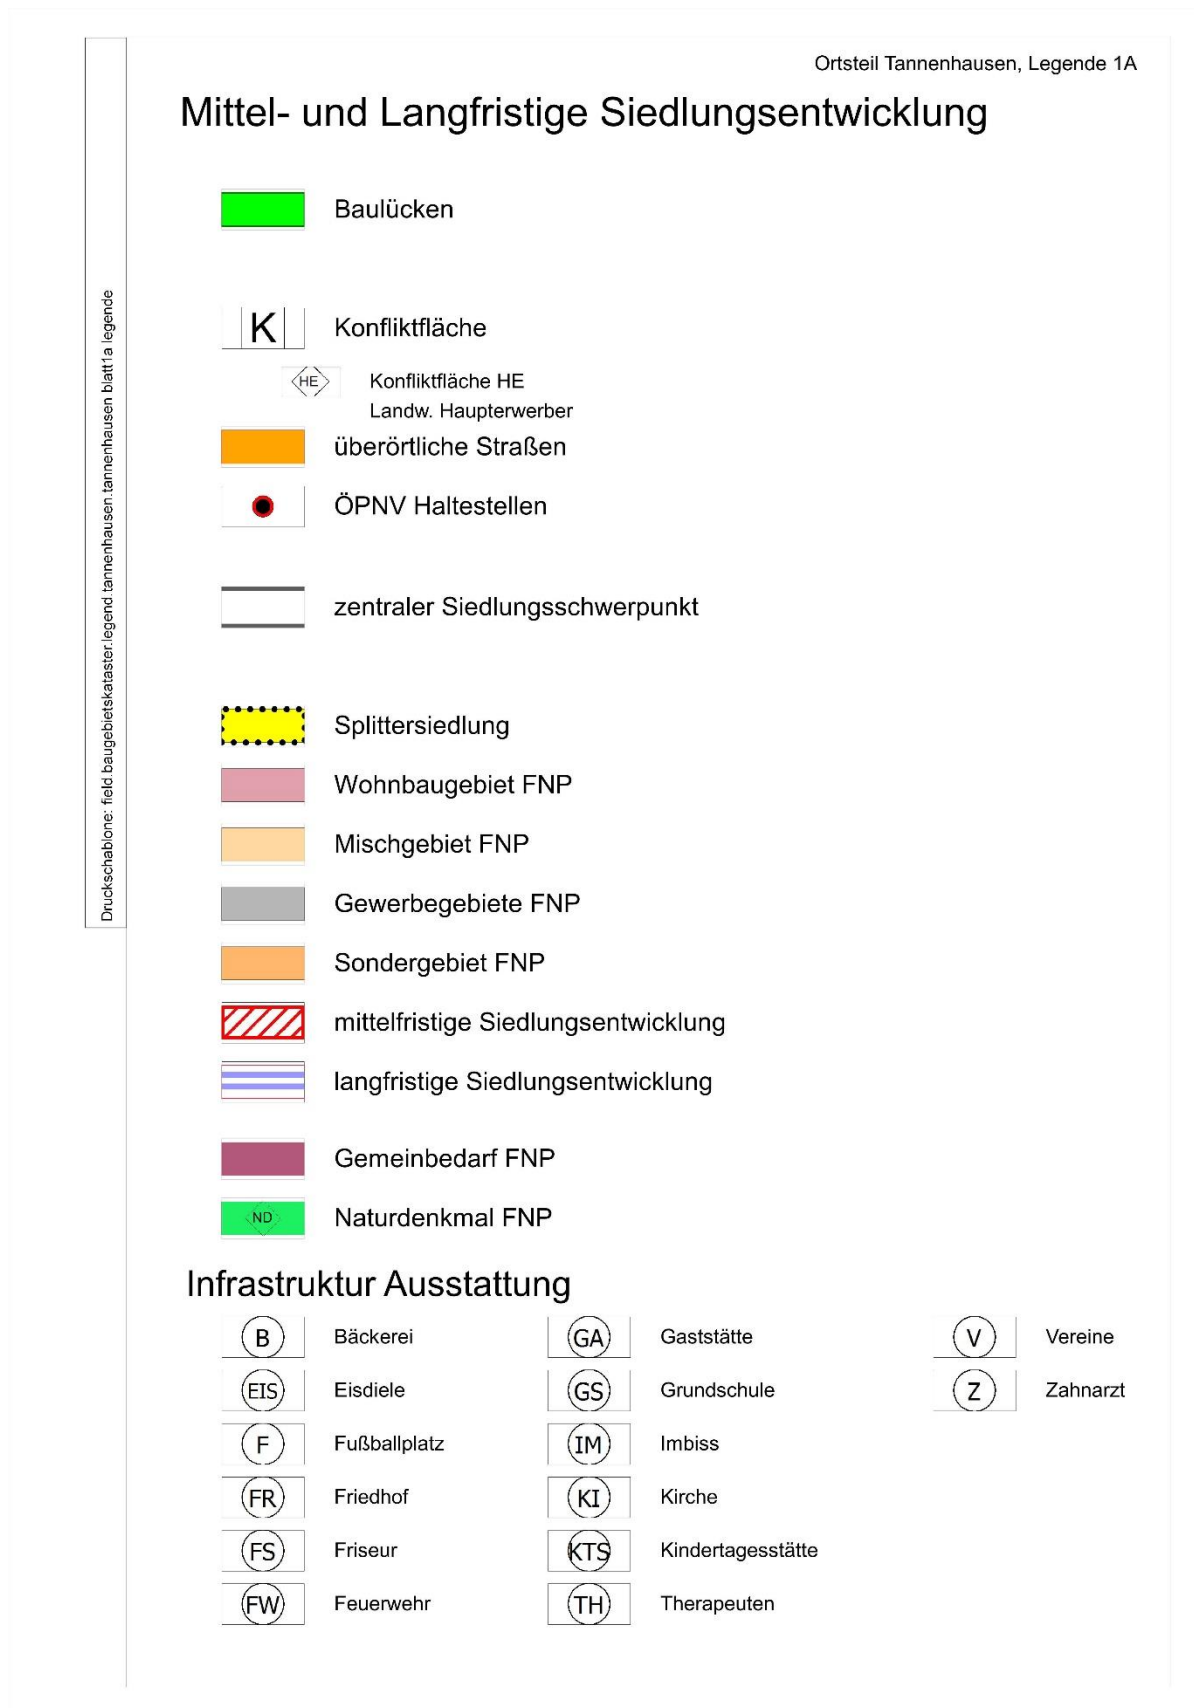 Ortsteil Tannenhausen, Legende 1A
Mittel- und Langfristige Siedlungsentwicklung
Baulücken
K Konfliktfläche
HE Konfliktfläche HE
Landw. Haupterwerber
überörtliche Straßen
ÖPNV Haltestellen
zentraler Siedlungsschwerpunkt
Splittersiedlung
Wohnbaugebiet FNP
Mischgebiet FNP
Gewerbegebiete FNP
Sondergebiet FNP
mittelfristige Siedlungsentwicklung
langfristige Siedlungsentwicklung
Gemeinbedarf FNP
ND Naturdenkmal FNP
Infrastruktur Ausstattung
B Bäckerei GA Gaststätte V Vereine
EIS Eisdiele GS Grundschule Z Zahnarzt
F Fußballplatz IM Imbiss
FR Friedhof KI Kirche
FS Friseur KTS Kindertagesstätte
FW Feuerwehr TH Therapeuten
Druckschablone: field.baugebietskataster.legend.tannenhausen.tannenhausen blatt1a legende